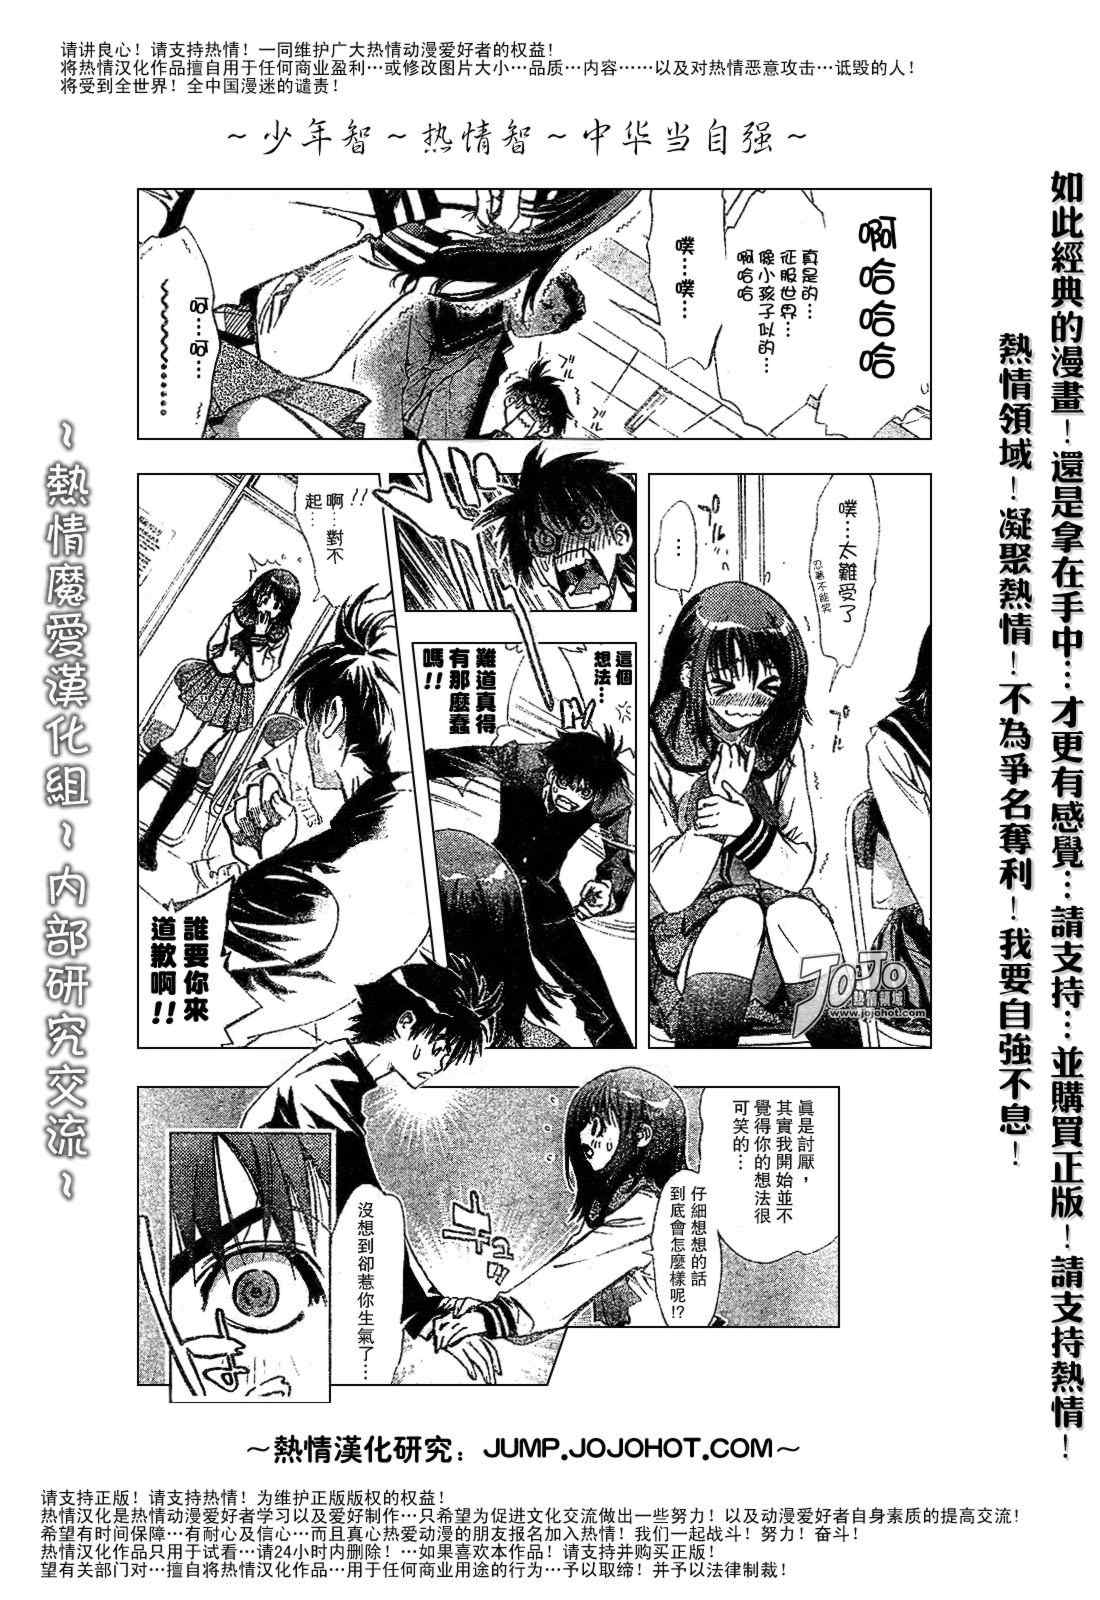 请讲良心！请支持热情！一同维护广大热情动漫爱好者的权益！
将热情汉化作品擅自用于任何商业盈利…或修改图片大小…品质…内容……以及对热情恶意攻击…诋毁的人！
将受到全世界！全中国漫迷的谴责！
～少年智～热情智～中华当自强～
如此經典的漫畫！還是拿在手中…才更有感覺…請支持…並購買正版！請支持熱情！
熱情領域！凝聚熱情！不為爭名奪利！我要自強不息！
～熱情魔愛漢化組～内部研究交流～
啊哈哈哈
真是的…
征服世界…
像小孩子似的…
啊哈哈
噗…噗…
呵…呵…
噗…太難受了
忍著不能笑
…
這個
想法…
難道真得
有那麼蠢
嗎!!
!!
啊…對不
起…
誰要你來
道歉啊!!
JOJO
熱情領域
www.jojohot.com
眞是討厭，
其實我開始並不
覺得你的想法很
可笑的…
仔細想想的話
到底會怎麼樣呢!?
ギュッ
沒想到卻惹你生氣了…
～熱情漢化研究：JUMP.JOJOHOT.COM～
请支持正版！请支持热情！为维护正版版权的权益！
热情汉化是热情动漫爱好者学习以及爱好制作…只希望为促进文化交流做出一些努力！以及动漫爱好者自身素质的提高交流！
希望有时间保障…有耐心及信心…而且真心热爱动漫的朋友报名加入热情！我们一起战斗！努力！奋斗！
热情汉化作品只用于试看…请24小时内删除！…如果喜欢本作品！请支持并购买正版！
望有关部门对…擅自将热情汉化作品…用于任何商业用途的行为…予以取缔！并予以法律制裁！